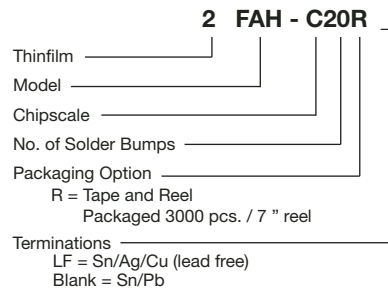 2 FAH - C20R _
Thinfilm
Model
Chipscale
No. of Solder Bumps
Packaging Option
R = Tape and Reel
Packaged 3000 pcs. / 7 " reel
Terminations
LF = Sn/Ag/Cu (lead free)
Blank = Sn/Pb